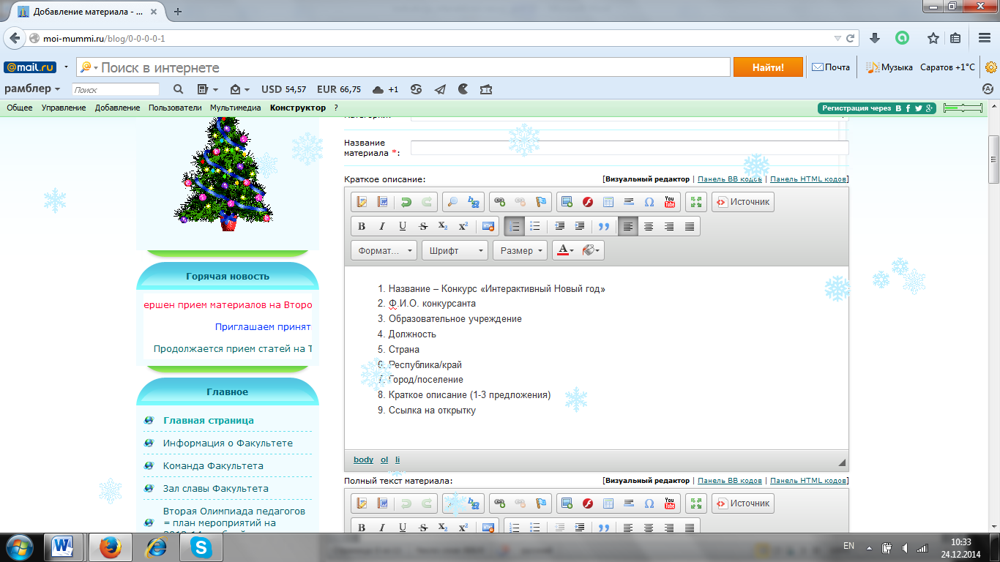 Добавление материала - ...
moi-mummi.ru/blog/0-0-0-0-1
@mail.ru Поиск в интернете Найти! Почта Музыка Саратов +1°C
рамблер Поиск USD 54,57 EUR 66,75 +1
Общее Управление Добавление Пользователи Мультимедиа Конструктор ? Регистрация через
Название
материала *:
Краткое описание: [Визуальный редактор | Панель BB кодов | Панель HTML кодов]
Источник
Формат... Шрифт Размер
Горячая новость
ершен прием материалов на Второ
Приглашаем принят
Продолжается прием статей на Т
1. Название – Конкурс «Интерактивный Новый год»
2. Ф.И.О. конкурсанта
3. Образовательное учреждение
4. Должность
5. Страна
6. Республика/край
7. Город/поселение
8. Краткое описание (1-3 предложения)
9. Ссылка на открытку
body ol li
Главное
Главная страница
Информация о Факультете
Команда Факультета
Зал славы Факультета
Вторая Олимпиада педагогов
= план мероприятий на
Полный текст материала: [Визуальный редактор | Панель BB кодов | Панель HTML кодов]
Источник
EN 10:33
24.12.2014